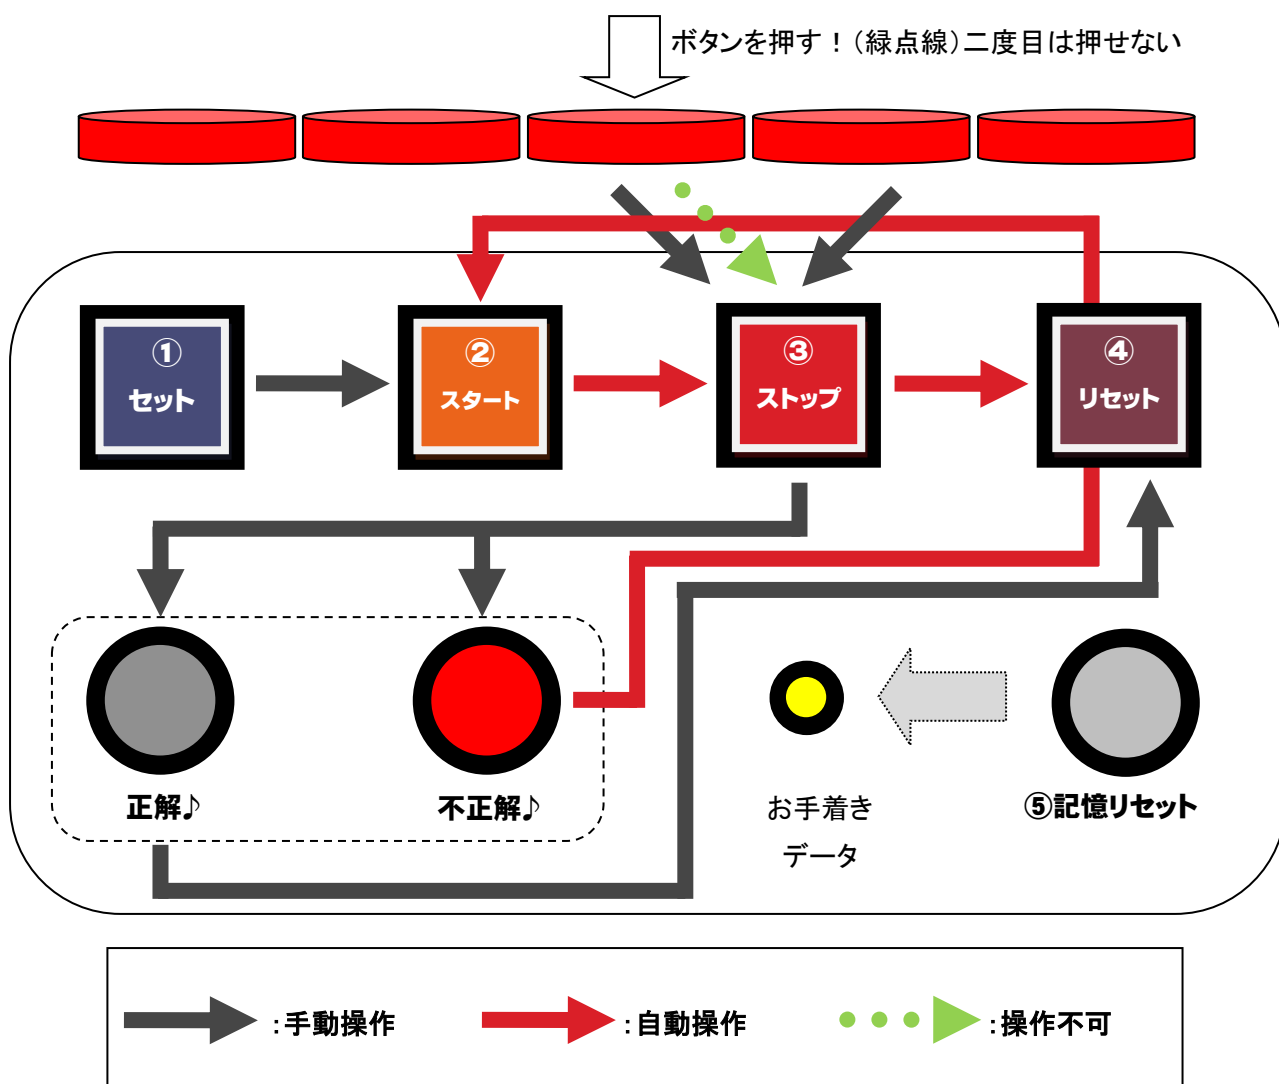 ボタンを押す！（緑点線）二度目は押せない
①
セット
②
スタート
③
ストップ
④
リセット
正解♪
不正解♪
お手着き
データ
⑤記憶リセット
：手動操作
：自動操作
：操作不可